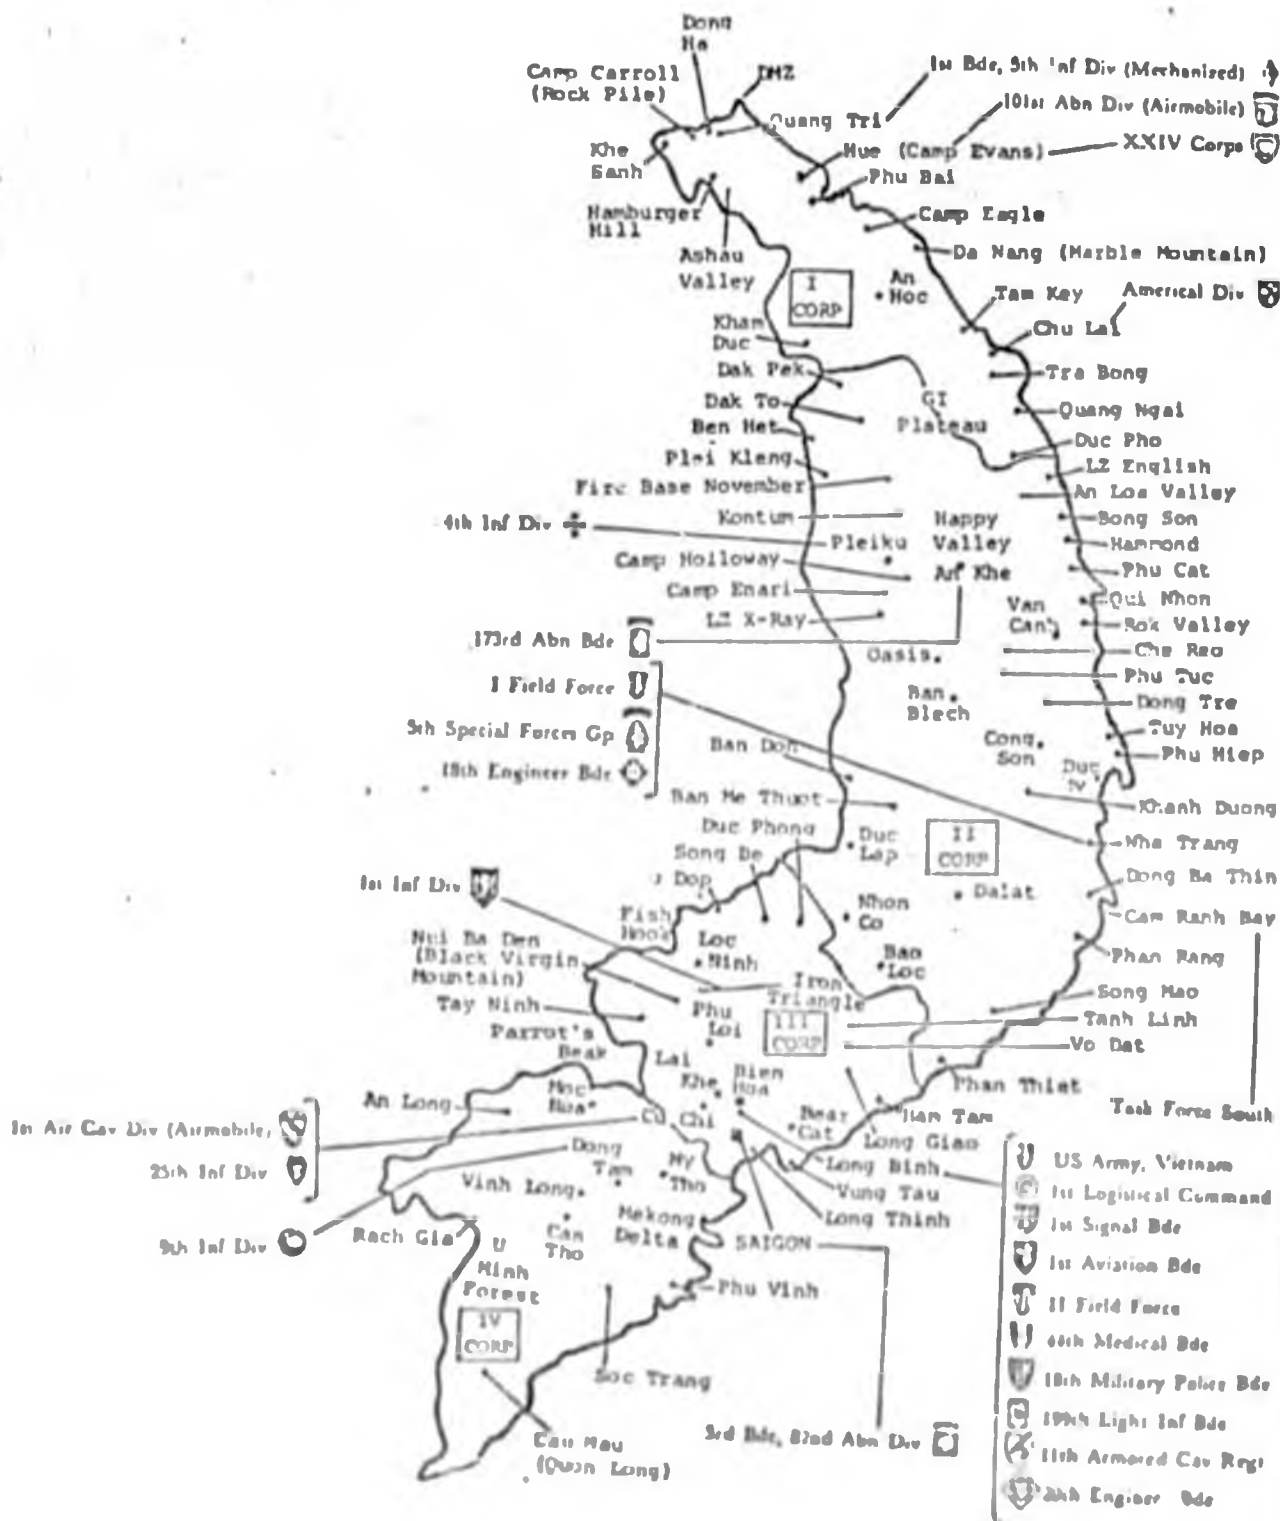 Dong
Ha
DMZ
Camp Carroll
(Rock Pile)
1st Bde, 5th Inf Div (Mechanized)
101st Abn Div (Airmobile)
Quang Tri
XXIV Corps
Hue (Camp Evans)
Khe
Sanh
Phu Bai
Hamburger
Hill
Camp Eagle
Ashau
Valley
Da Nang (Marble Mountain)
I
CORP
An
Hoc
Tam Key
Americal Div
Chu Lai
Kham
Duc
Dak Pek
Tra Bong
Dak To
GI
Plateau
Quang Ngai
Ben Het
Duc Pho
Plei Kleng
LZ English
Fire Base November
An Loa Valley
4th Inf Div
Kontum
Happy
Valley
Bong Son
Pleiku
Hammond
Camp Holloway
An Khe
Phu Cat
Camp Enari
Qui Nhon
LZ X-Ray
Van
Can
Rok Valley
173rd Abn Bde
Oasis
Che Reo
I Field Force
Phu Tuc
Ban
Blech
Dong Tre
5th Special Forces Gp
Tuy Hoa
18th Engineer Bde
Ban Don
Cong
Son
Phu Hiep
Duc
My
Ban Me Thuot
Khanh Duong
Duc Phong
Duc
Lap
II
CORP
Nha Trang
Song Be
1st Inf Div
Dop
Dalat
Dong Ba Thin
Fish
Hook
Nhon
Co
Cam Ranh Bay
Nui Ba Den
(Black Virgin
Mountain)
Loc
Ninh
Bao
Loc
Phan Rang
Iron
Triangle
Tay Ninh
Phu
Loi
III
CORP
Song Mao
Tanh Linh
Parrot's
Beak
Vo Dat
Lai
Khe
Bien
Hoa
Phan Thiet
Moc
Hoa
An Long
Cu Chi
Bear
Cat
Ham Tam
Task Force South
1st Air Cav Div (Airmobile)
Long Giao
25th Inf Div
Dong
Tam
My
Tho
Long Binh
US Army, Vietnam
Vinh Long
Vung Tau
1st Logistical Command
Mekong
Delta
Long Thinh
1st Signal Bde
9th Inf Div
Rach Gia
Can
Tho
SAIGON
1st Aviation Bde
U
Minh
Forest
Phu Vinh
II Field Force
IV
CORP
44th Medical Bde
Soc Trang
18th Military Police Bde
199th Light Inf Bde
3rd Bde, 82nd Abn Div
11th Armored Cav Regt
Cau Mau
(Quon Long)
20th Engineer Bde